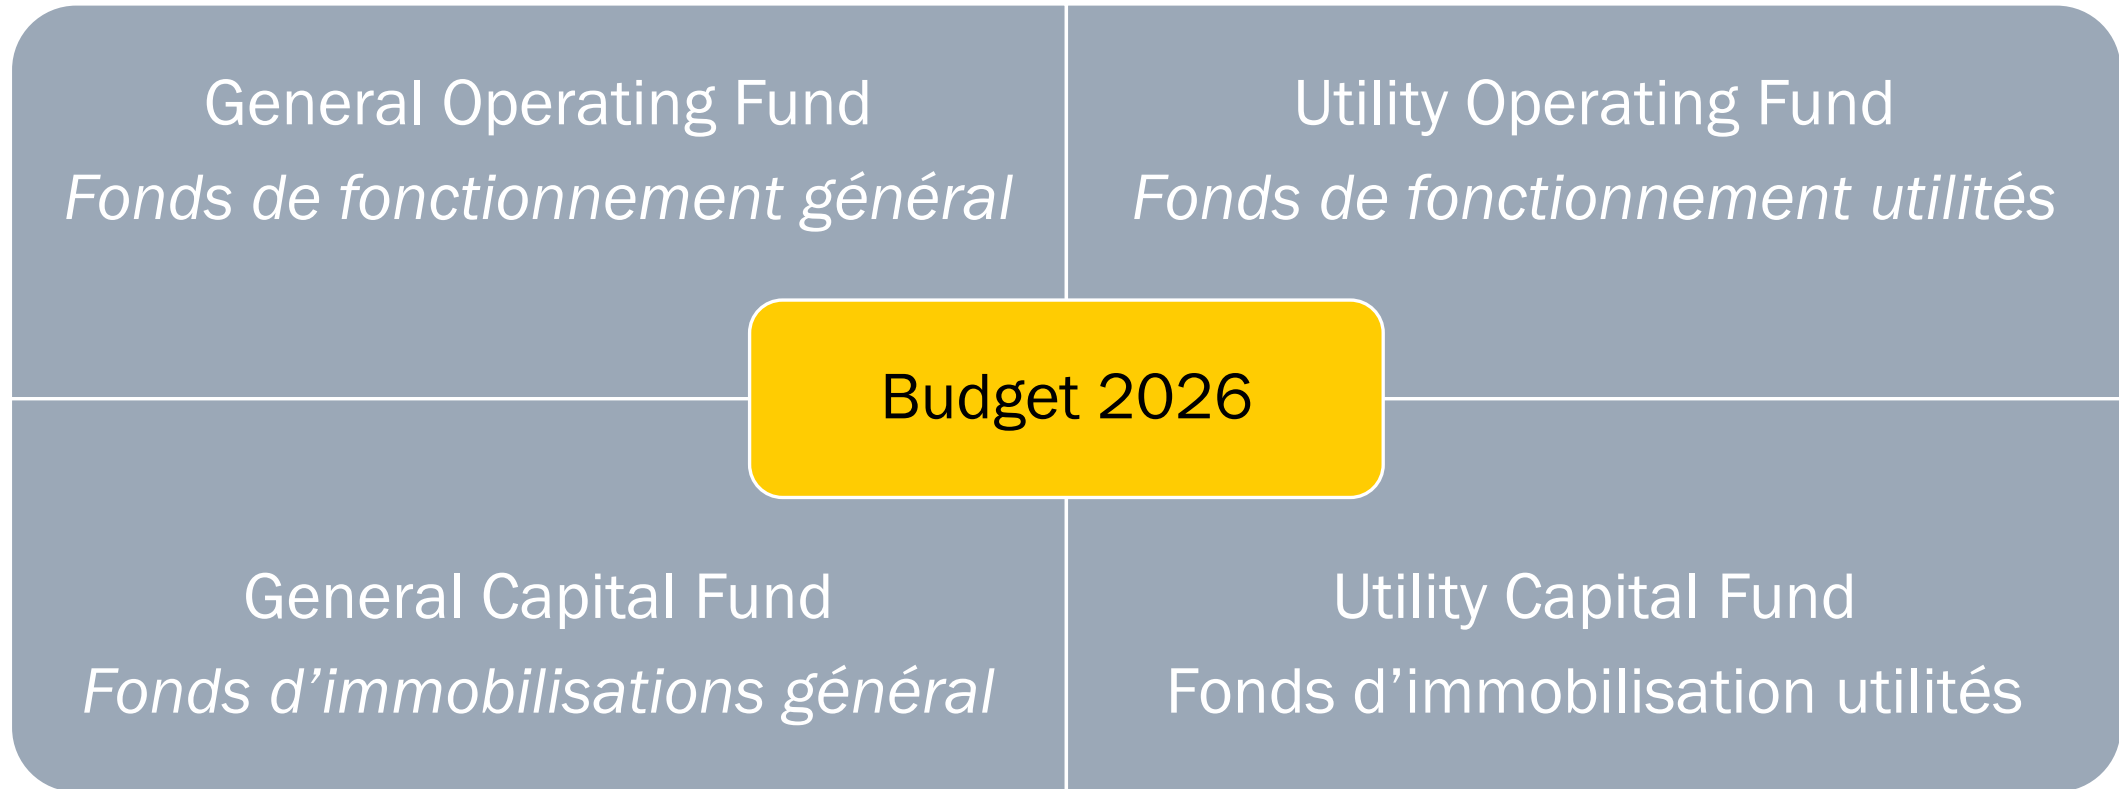 General Operating Fund
Fonds de fonctionnement général
Utility Operating Fund
Fonds de fonctionnement utilités
Budget 2026
General Capital Fund
Fonds d’immobilisations général
Utility Capital Fund
Fonds d’immobilisation utilités